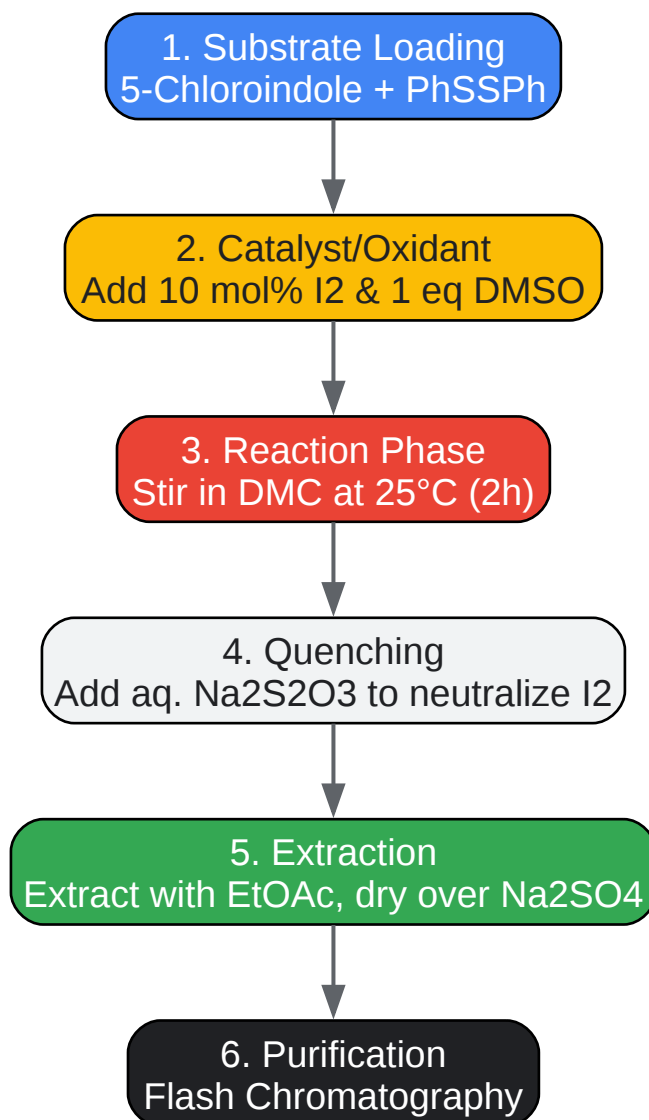 1. Substrate Loading
5-Chloroindole + PhSSPh
2. Catalyst/Oxidant
Add 10 mol% I2 & 1 eq DMSO
3. Reaction Phase
Stir in DMC at 25°C (2h)
4. Quenching
Add aq. Na2S2O3 to neutralize I2
5. Extraction
Extract with EtOAc, dry over Na2SO4
6. Purification
Flash Chromatography